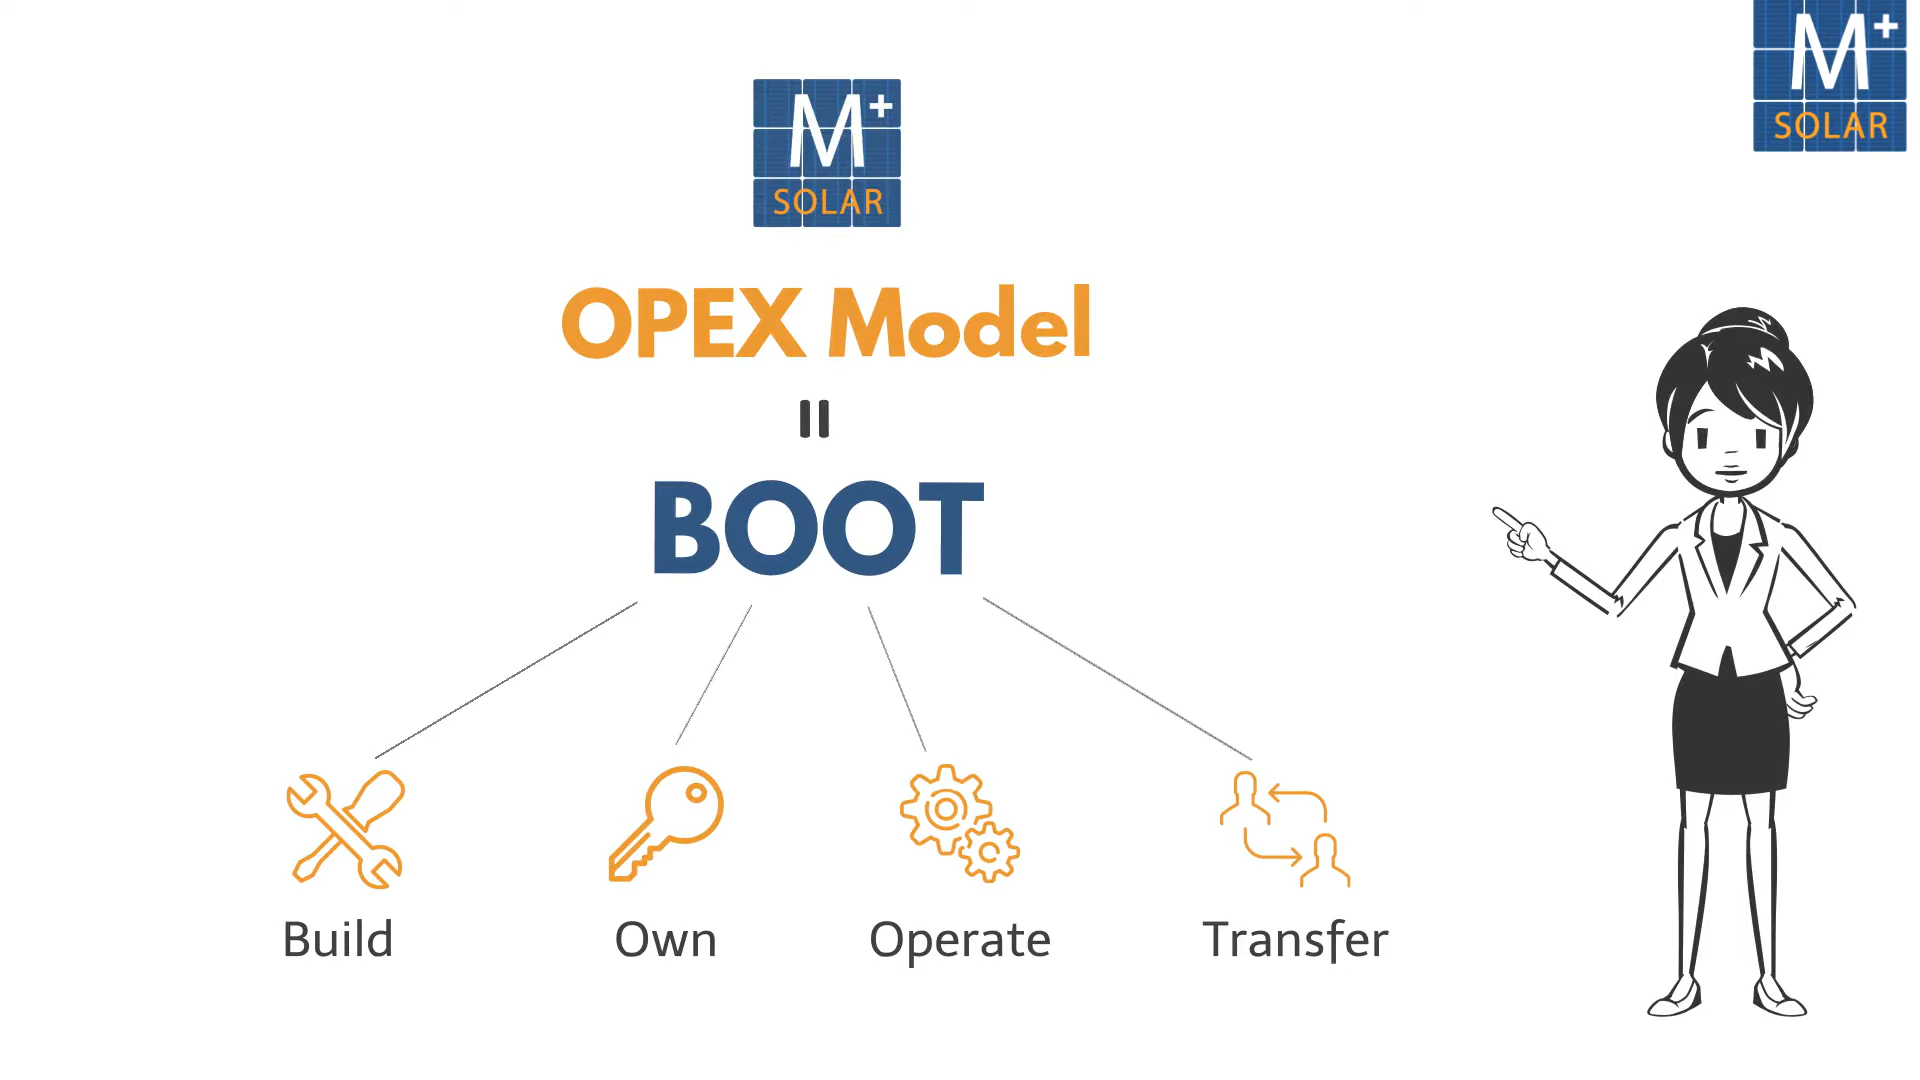 M+
SOLAR
M+
SOLAR
OPEX Model
=
BOOT
Build
Own
Operate
Transfer